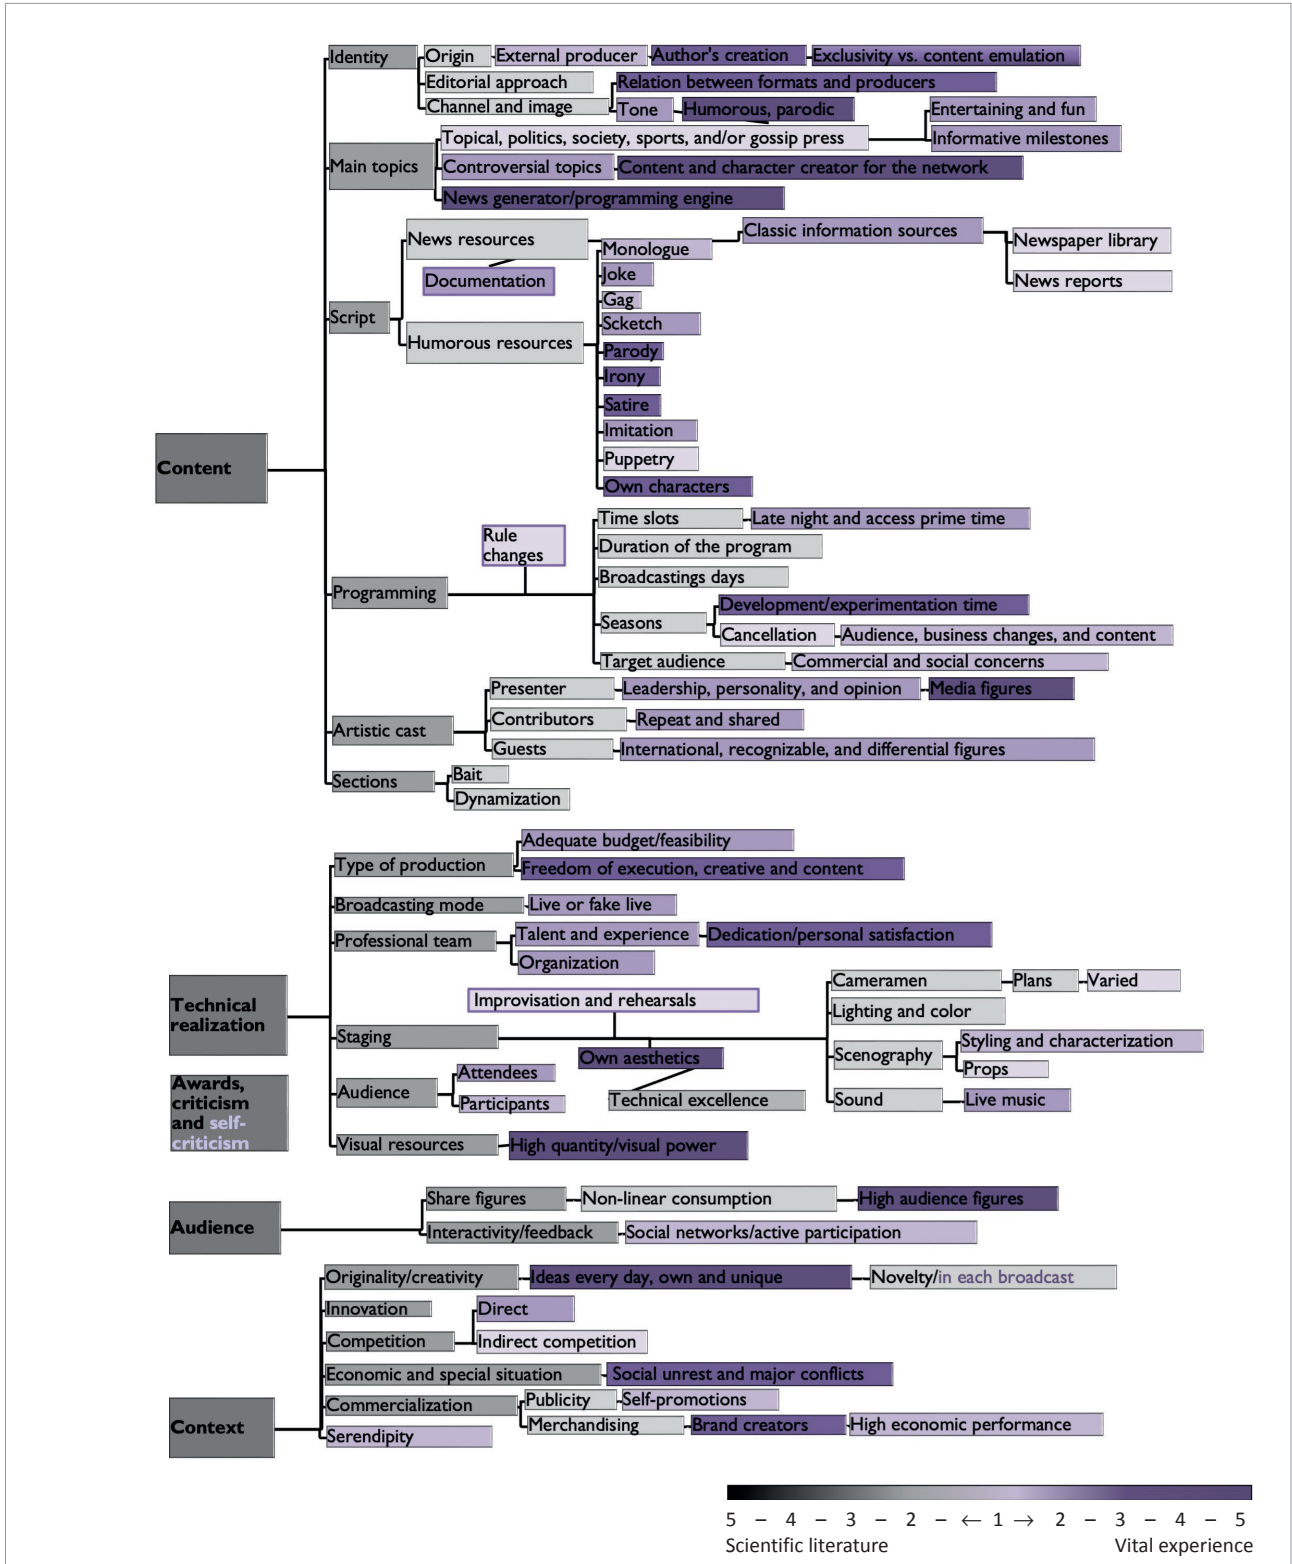 Identity
Origin
External producer
Author's creation
Exclusivity vs. content emulation
Editorial approach
Relation between formats and producers
Channel and image
Tone
Humorous, parodic
Entertaining and fun
Main topics
Topical, politics, society, sports, and/or gossip press
Informative milestones
Controversial topics
Content and character creator for the network
News generator/programming engine
Script
News resources
Classic information sources
Newspaper library
News reports
Documentation
Humorous resources
Monologue
Joke
Gag
Scketch
Parody
Irony
Satire
Imitation
Puppetry
Own characters
Content
Rule
changes
Programming
Time slots
Late night and access prime time
Duration of the program
Broadcastings days
Seasons
Development/experimentation time
Cancellation
Audience, business changes, and content
Target audience
Commercial and social concerns
Artistic cast
Presenter
Leadership, personality, and opinion
Media figures
Contributors
Repeat and shared
Guests
International, recognizable, and differential figures
Sections
Bait
Dynamization
Technical
realization
Type of production
Adequate budget/feasibility
Freedom of execution, creative and content
Broadcasting mode
Live or fake live
Professional team
Talent and experience
Dedication/personal satisfaction
Organization
Improvisation and rehearsals
Staging
Own aesthetics
Technical excellence
Cameramen
Plans
Varied
Lighting and color
Scenography
Styling and characterization
Props
Sound
Live music
Audience
Attendees
Participants
Visual resources
High quantity/visual power
Awards,
criticism
and self-
criticism
Audience
Share figures
Non-linear consumption
High audience figures
Interactivity/feedback
Social networks/active participation
Context
Originality/creativity
Ideas every day, own and unique
Novelty/in each broadcast
Innovation
Competition
Direct
Indirect competition
Economic and special situation
Social unrest and major conflicts
Commercialization
Publicity
Self-promotions
Merchandising
Brand creators
High economic performance
Serendipity
5 – 4 – 3 – 2 – ← 1 → 2 – 3 – 4 – 5
Scientific literature
Vital experience